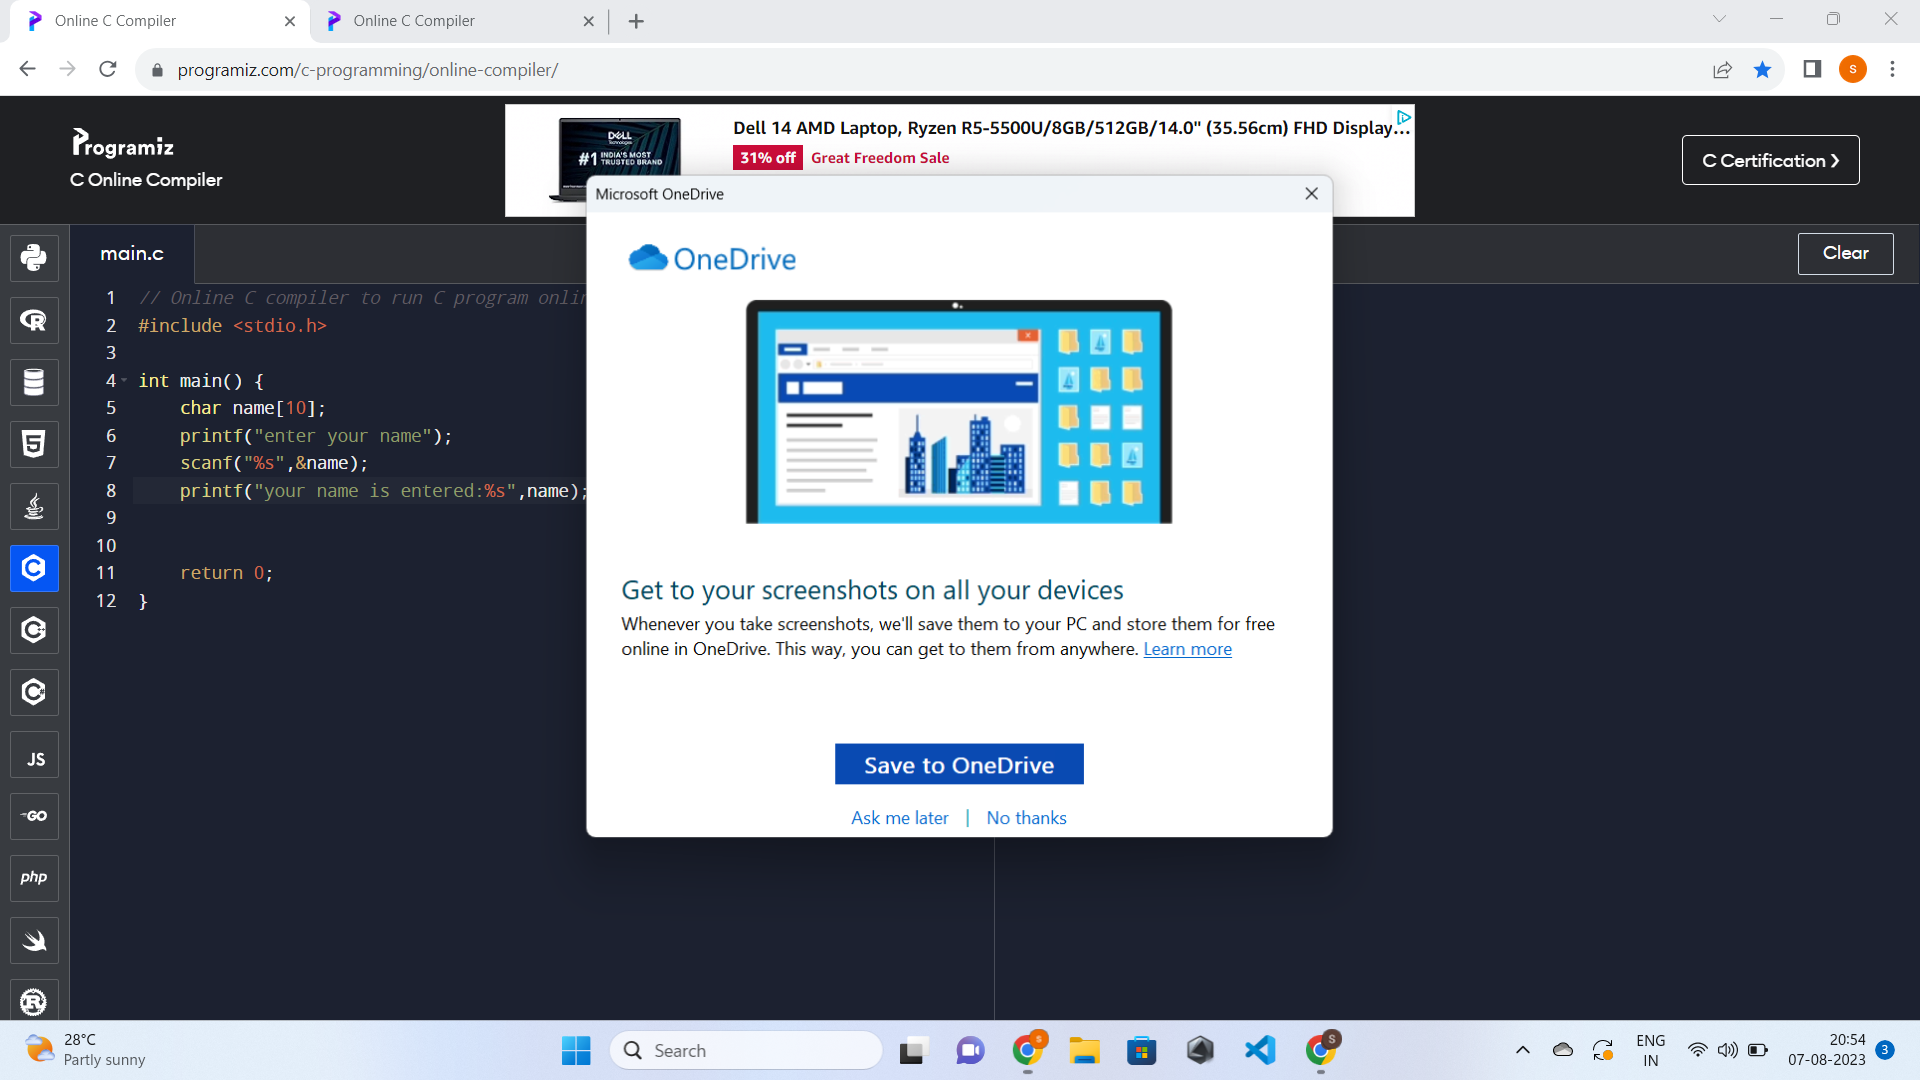 Online C Compiler
Online C Compiler
programiz.com/c-programming/online-compiler/
S
Programiz
C Online Compiler
DELL
Technologies
#1 INDIA'S MOST
TRUSTED BRAND
Dell 14 AMD Laptop, Ryzen R5-5500U/8GB/512GB/14.0" (35.56cm) FHD Display...
31% off Great Freedom Sale
C Certification ❯
Microsoft OneDrive
OneDrive
main.c
Clear
1 // Online C compiler to run C program onlin
2 #include <stdio.h>
3
4 int main() {
5 char name[10];
6 printf("enter your name");
7 scanf("%s",&name);
8 printf("your name is entered:%s",name);
9
10
11 return 0;
12 }
Get to your screenshots on all your devices
Whenever you take screenshots, we'll save them to your PC and store them for free
online in OneDrive. This way, you can get to them from anywhere. Learn more
Save to OneDrive
Ask me later | No thanks
R
5
C
C
C
JS
GO
php
R
28°C
Partly sunny
Search
S
S
ENG
IN
20:54
07-08-2023
3